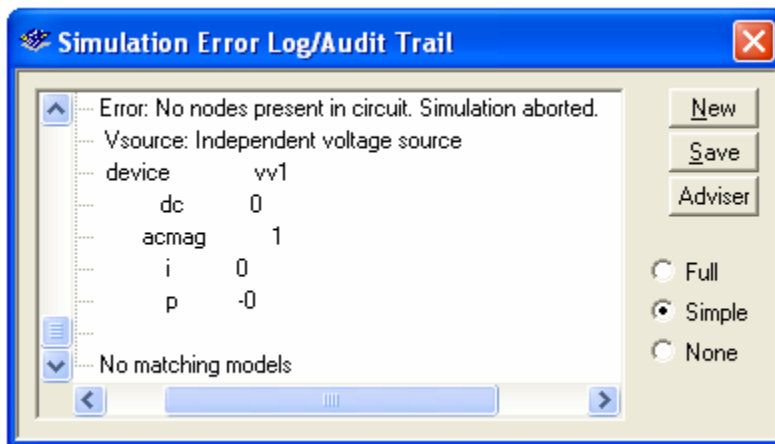 Simulation Error Log/Audit Trail
Error: No nodes present in circuit. Simulation aborted.
Vsource: Independent voltage source
device vv1
dc 0
acmag 1
i 0
p -0
No matching models
New
Save
Adviser
Full
Simple
None